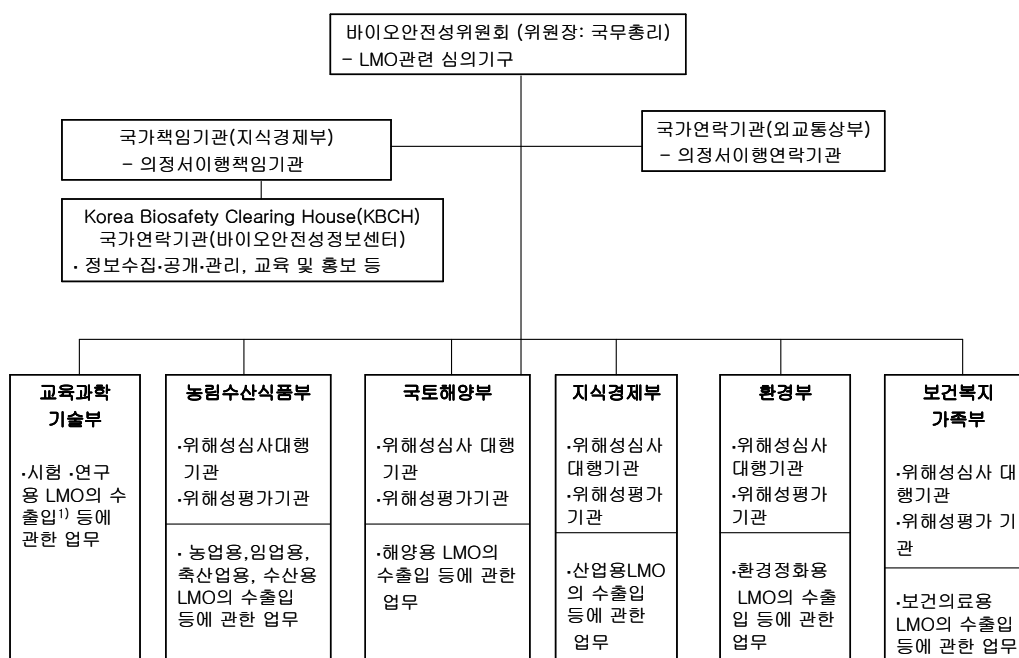 바이오안전성위원회 (위원장: 국무총리)
- LMO관련 심의기구
국가책임기관(지식경제부)
- 의정서이행책임기관
국가연락기관(외교통상부)
- 의정서이행연락기관
Korea Biosafety Clearing House(KBCH)
국가연락기관(바이오안전성정보센터)
· 정보수집·공개·관리, 교육 및 홍보 등
교육과학
기술부
·시험 ·연구
용 LMO의 수
출입1) 등에
관한 업무
농림수산식품부
·위해성심사대행
기관
·위해성평가기관
· 농업용,임업용,
축산업용, 수산용
LMO의 수출입
등에 관한 업무
국토해양부
·위해성심사 대행
기관
·위해성평가기관
·해양용 LMO의
수출입 등에 관한
업무
지식경제부
·위해성심사
대행기관
·위해성평가
기관
·산업용LMO
의 수출입
등에 관한
업무
환경부
·위해성심사
대행기관
·위해성평가
기관
·환경정화용
LMO의 수출
입 등에 관한
업무
보건복지
가족부
·위해성심사 대
행기관
·위해성평가 기
관
·보건의료용
LMO의 수출입
등에 관한 업무